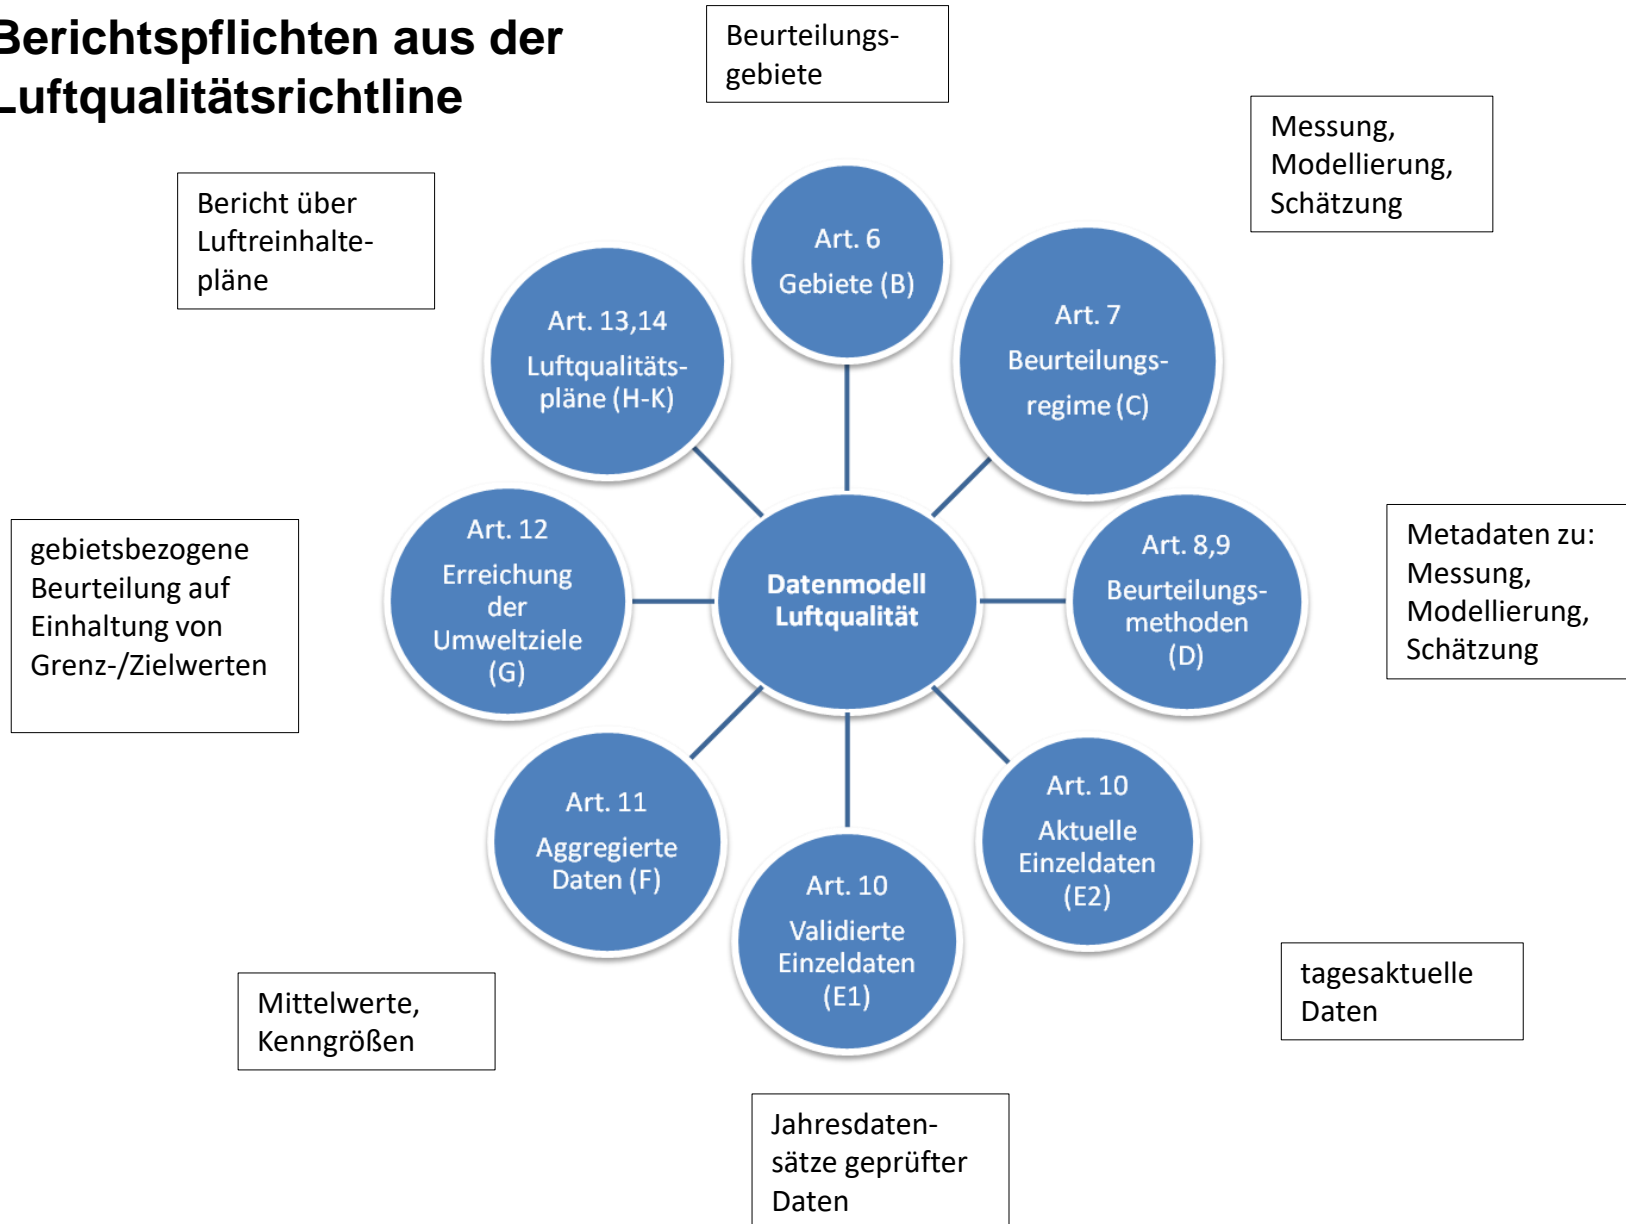 Berichtspflichten aus der
Luftqualitätsrichtline
Beurteilungs-
gebiete
Messung,
Modellierung,
Schätzung
Bericht über
Luftreinhalte-
pläne
Art. 6
Gebiete (B)
Art. 13,14
Luftqualitäts-
pläne (H-K)
Art. 7
Beurteilungs-
regime (C)
gebietsbezogene
Beurteilung auf
Einhaltung von
Grenz-/Zielwerten
Art. 12
Erreichung
der
Umweltziele
(G)
Datenmodell
Luftqualität
Art. 8,9
Beurteilungs-
methoden
(D)
Metadaten zu:
Messung,
Modellierung,
Schätzung
Art. 11
Aggregierte
Daten (F)
Art. 10
Validierte
Einzeldaten
(E1)
Art. 10
Aktuelle
Einzeldaten
(E2)
Mittelwerte,
Kenngrößen
tagesaktuelle
Daten
Jahresdaten-
sätze geprüfter
Daten